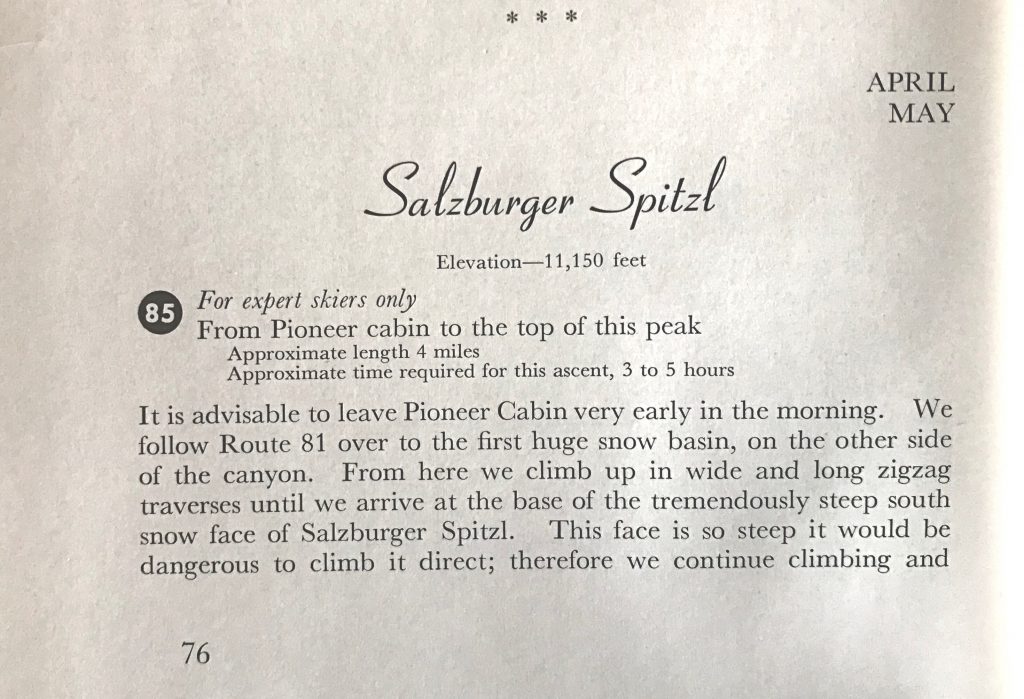 * * *
APRIL
MAY
Salzburger Spitzl
Elevation—11,150 feet
85 For expert skiers only
From Pioneer cabin to the top of this peak
Approximate length 4 miles
Approximate time required for this ascent, 3 to 5 hours
It is advisable to leave Pioneer Cabin very early in the morning. We
follow Route 81 over to the first huge snow basin, on the other side
of the canyon. From here we climb up in wide and long zigzag
traverses until we arrive at the base of the tremendously steep south
snow face of Salzburger Spitzl. This face is so steep it would be
dangerous to climb it direct; therefore we continue climbing and
76